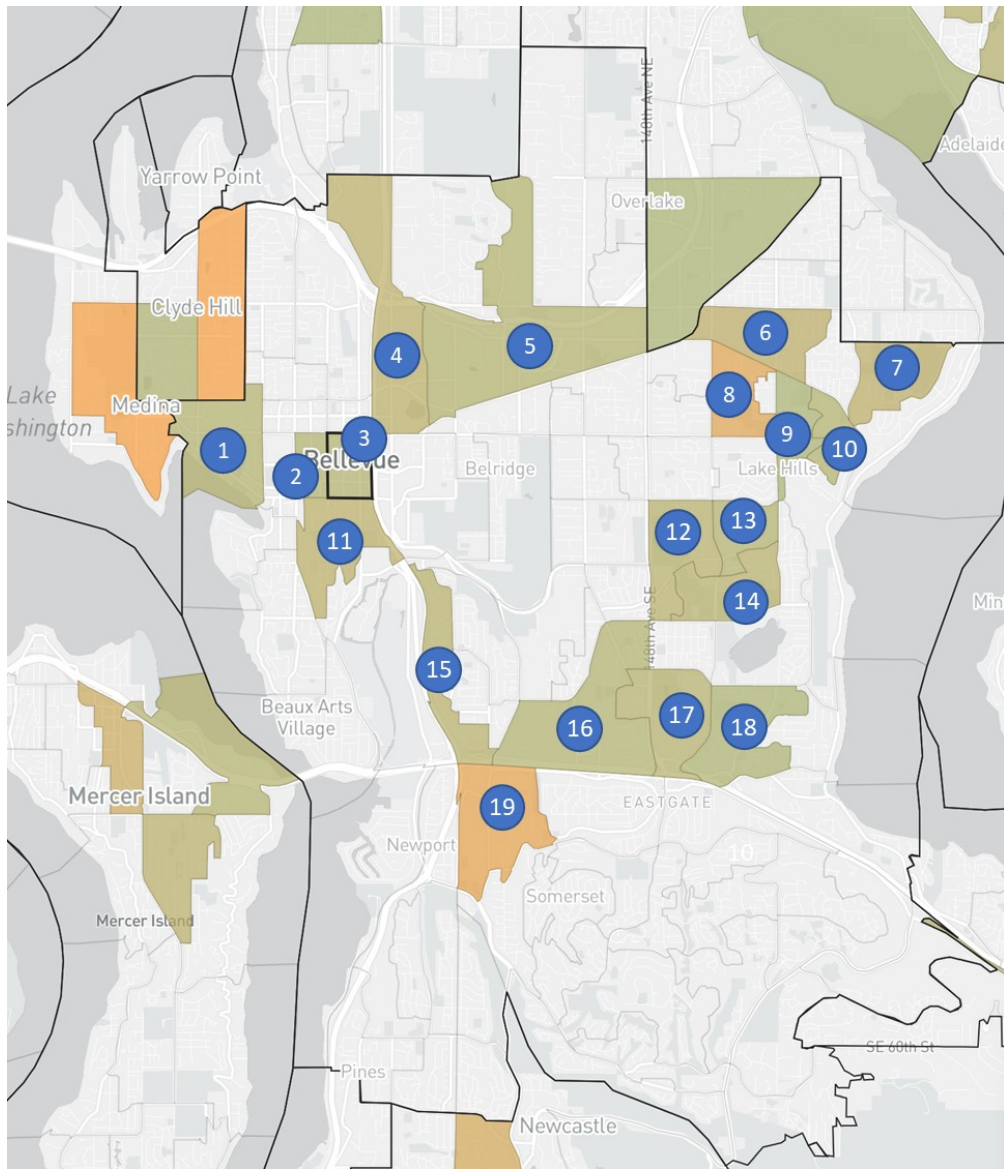 148th Ave NE
Adelaide
Yarrow Point
Overlake
Clyde Hill
6
4
5
7
Lake
shington
Medina
8
3
9
1
Bellevue
10
2
Belridge
Lake Hills
13
12
11
14
148th Ave SE
15
Beaux Arts
Village
17
16
18
Mercer Island
19
EASTGATE
Newport
10
Somerset
Mercer Island
SE 60th St
Pines
Newcastle